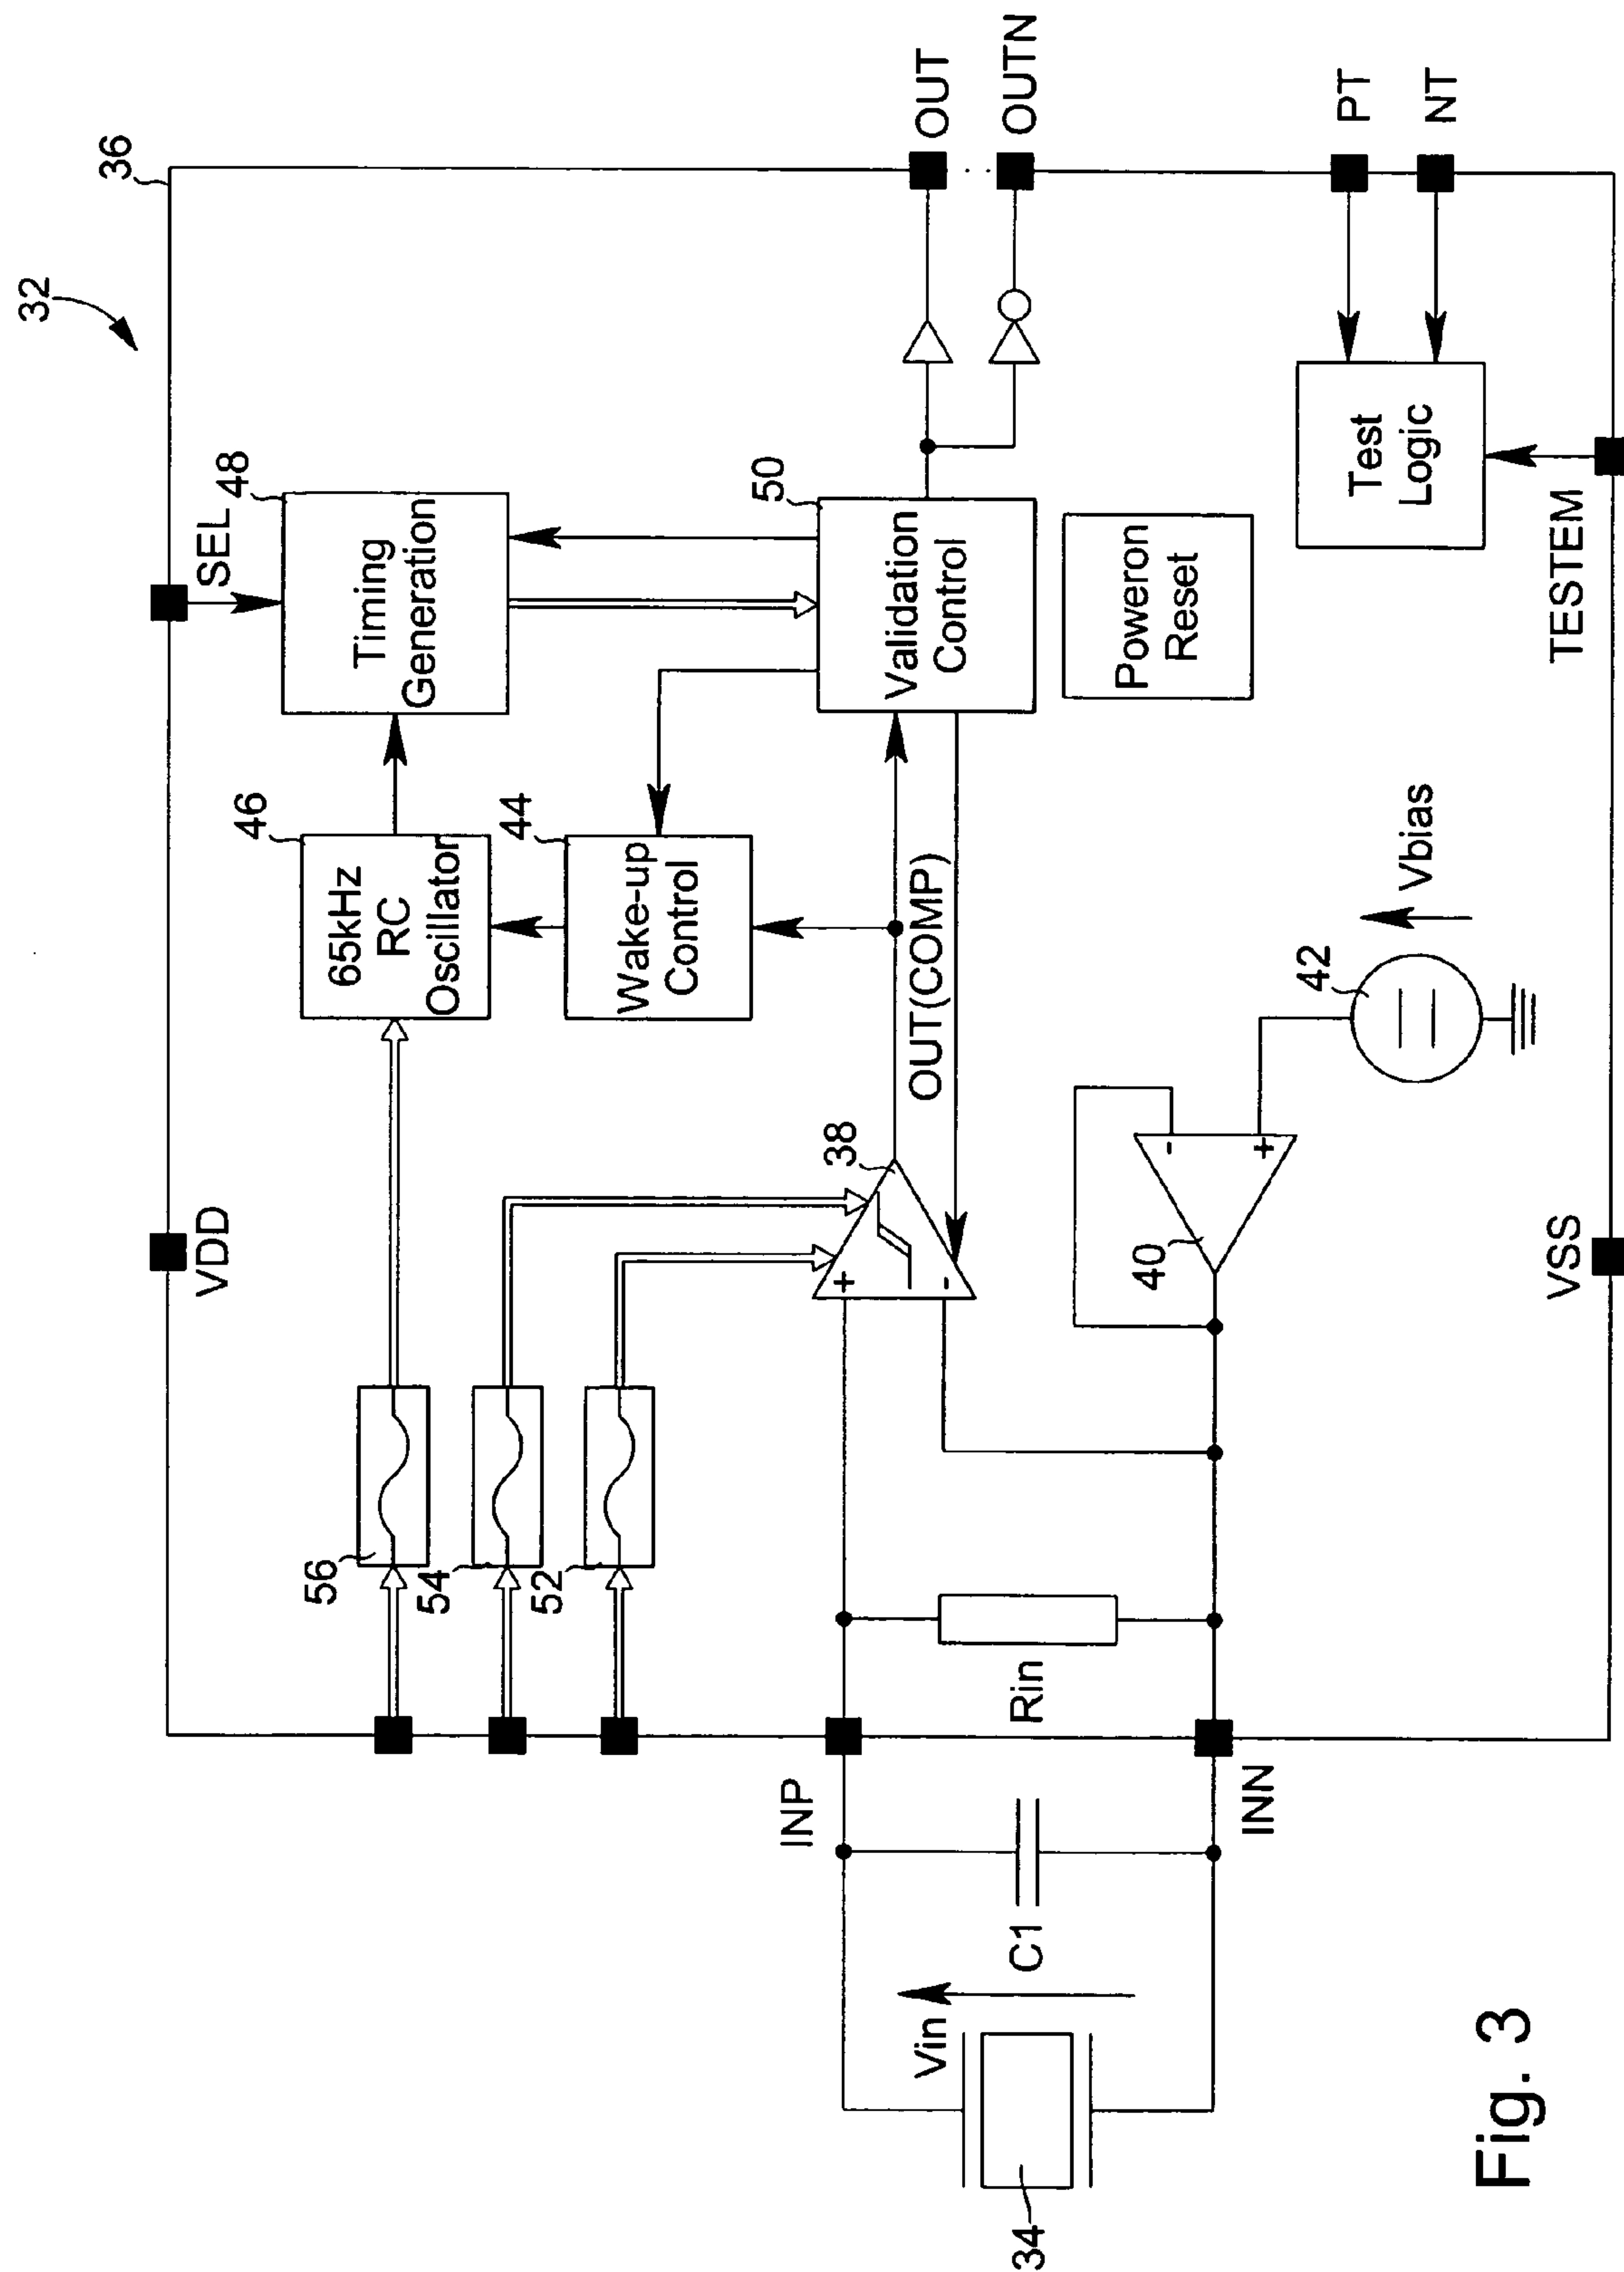 32
36
VDD
SEL
48
Timing
Generation
46
65kHz
RC
Oscillator
56
54
52
44
Wake-up
Control
50
Validation
Control
OUT
OUTN
38
+
-
OUT(COMP)
Poweron
Reset
INP
INN
Vin
C1
Rin
34
40
-
+
42
Vbias
Test
Logic
PT
NT
VSS
TESTEM
Fig. 3